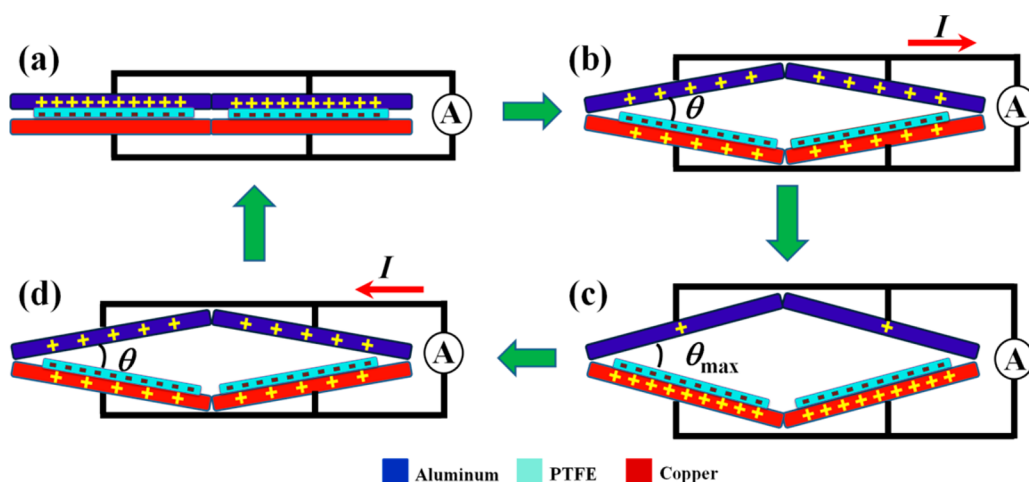 (a)
A
(b)
I
θ
A
(d)
I
θ
A
(c)
θmax
A
Aluminum
PTFE
Copper